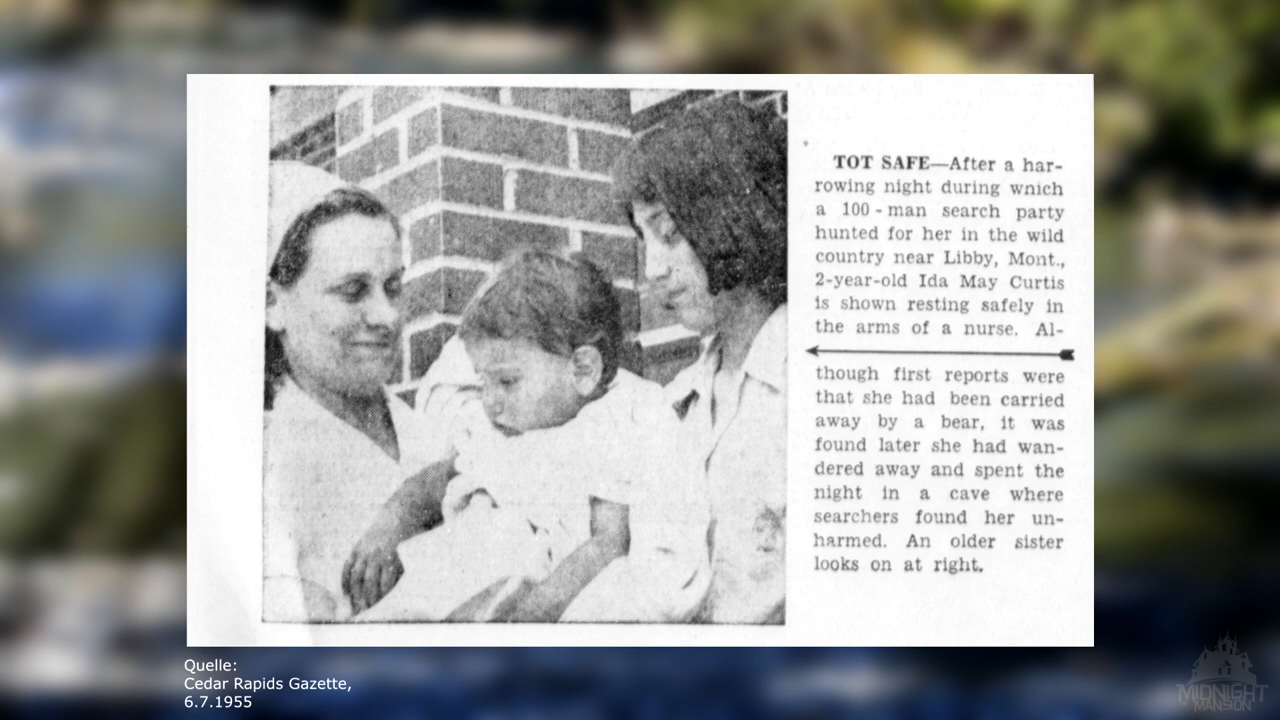 TOT SAFE—After a har-
rowing night during wnich
a 100-man search party
hunted for her in the wild
country near Libby, Mont.,
2-year-old Ida May Curtis
is shown resting safely in
the arms of a nurse. Al-
though first reports were
that she had been carried
away by a bear, it was
found later she had wan-
dered away and spent the
night in a cave where
searchers found her un-
harmed. An older sister
looks on at right.
Quelle:
Cedar Rapids Gazette,
6.7.1955
MIDNIGHT
MANSION